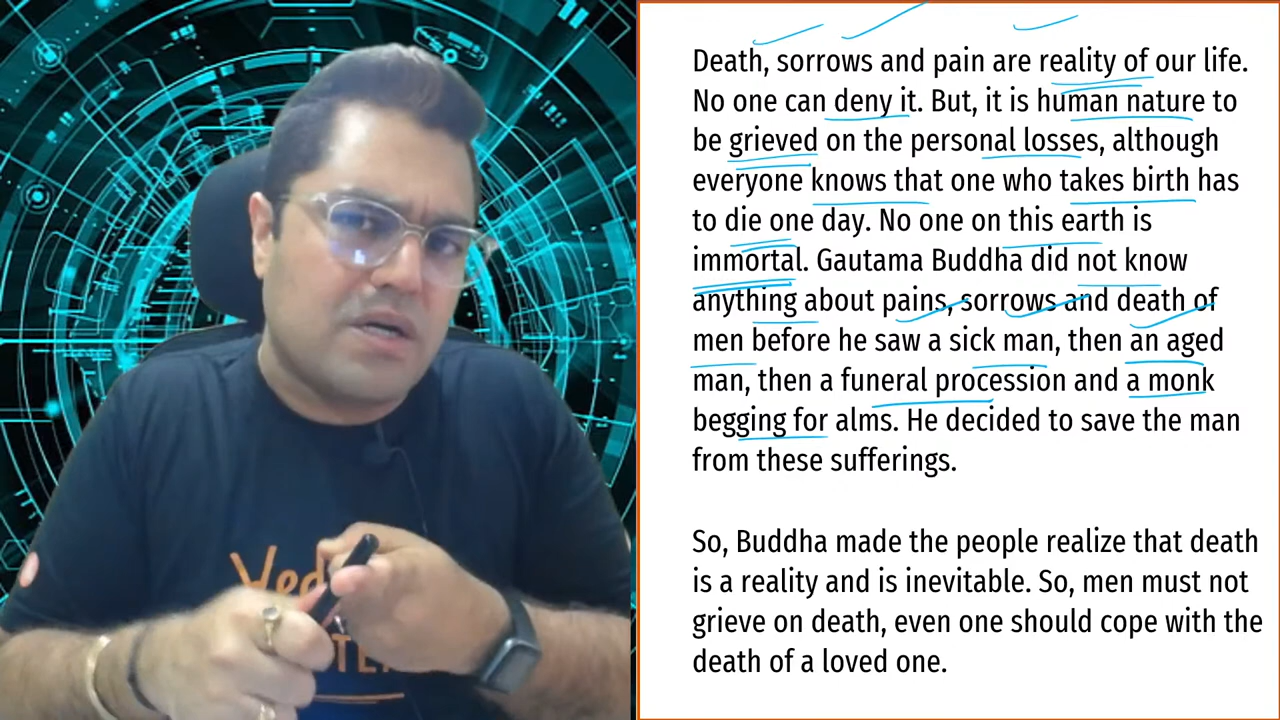 Death, sorrows and pain are reality of our life.
No one can deny it. But, it is human nature to
be grieved on the personal losses, although
everyone knows that one who takes birth has
to die one day. No one on this earth is
immortal. Gautama Buddha did not know
anything about pains, sorrows and death of
men before he saw a sick man, then an aged
man, then a funeral procession and a monk
begging for alms. He decided to save the man
from these sufferings.
So, Buddha made the people realize that death
is a reality and is inevitable. So, men must not
grieve on death, even one should cope with the
death of a loved one.